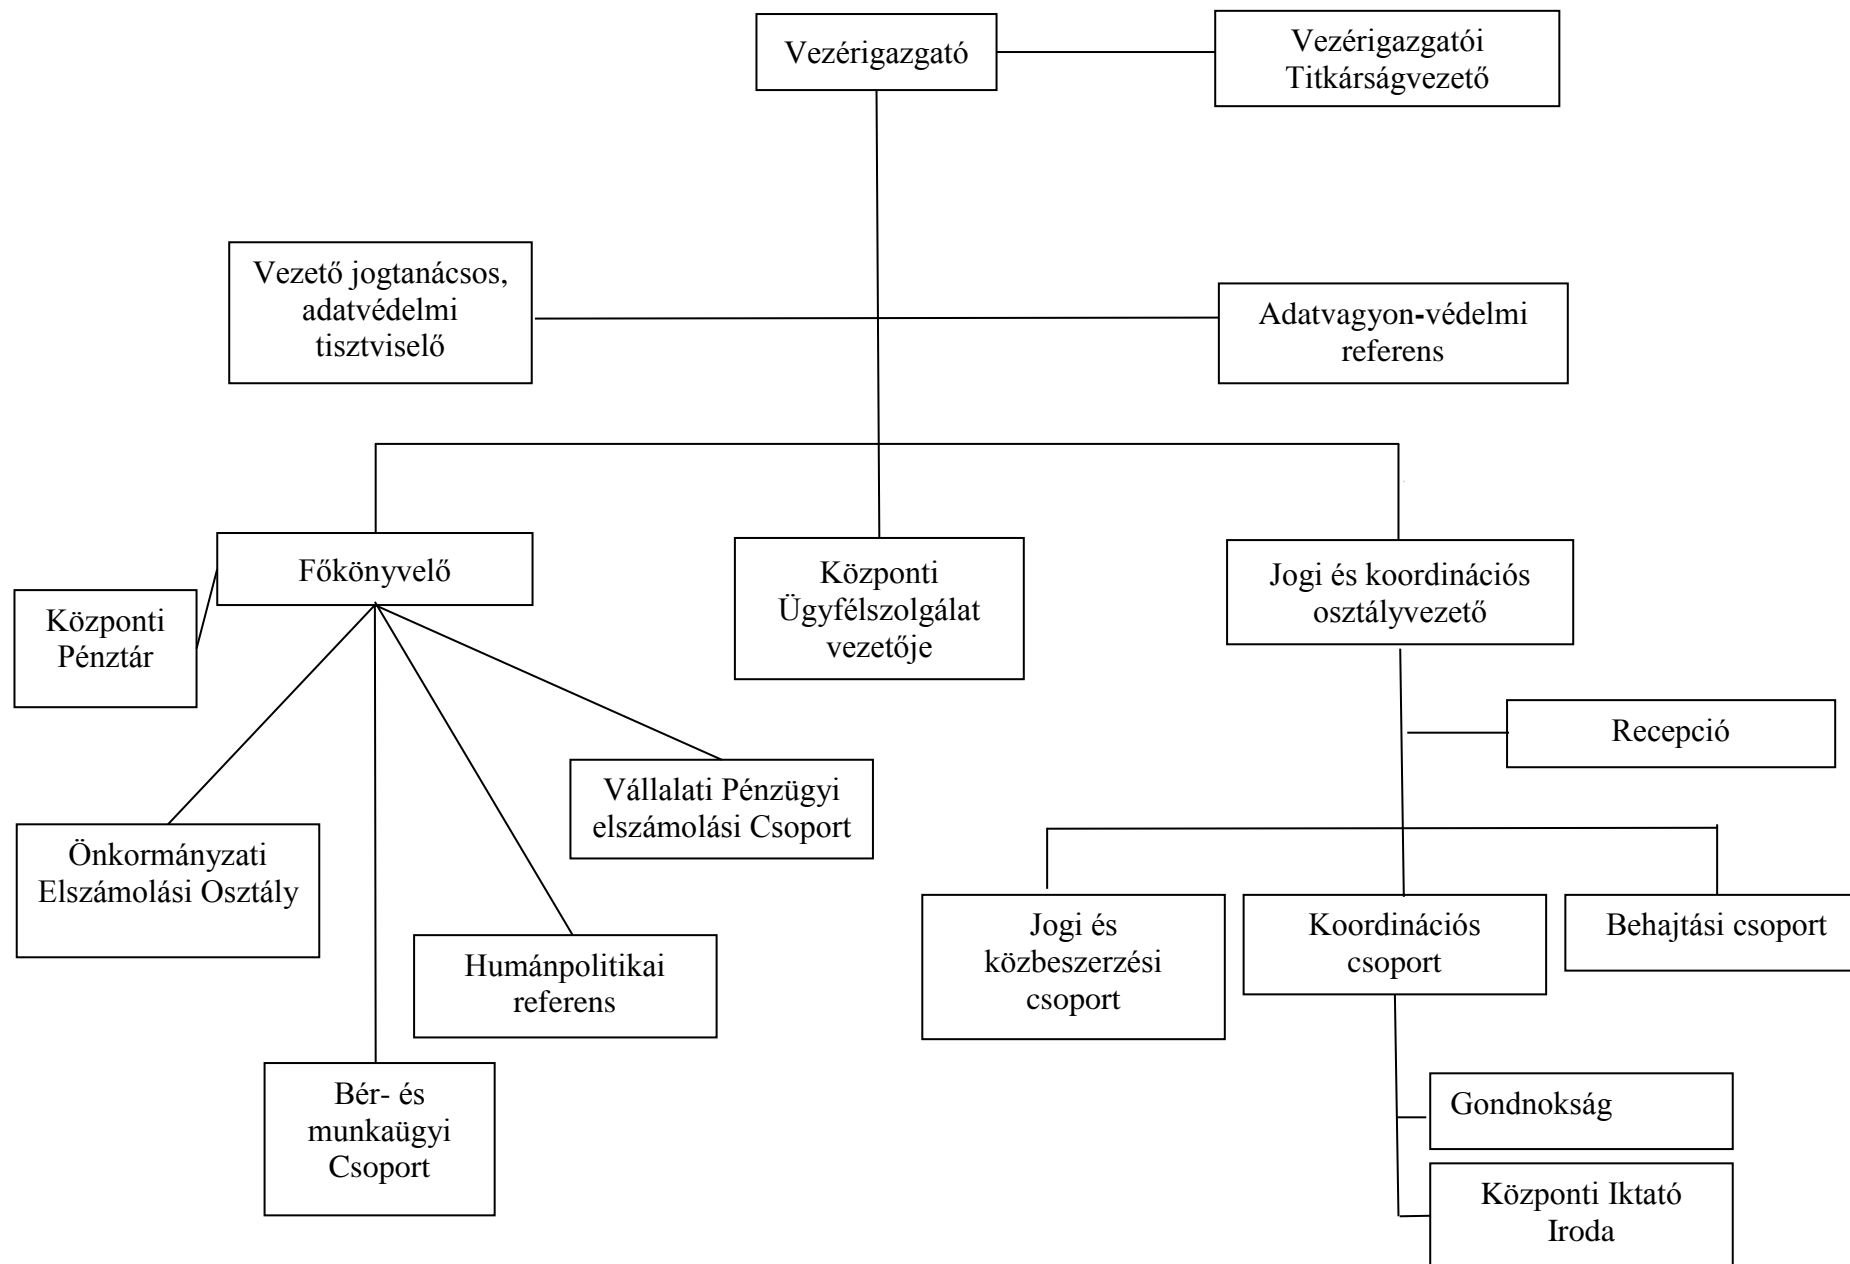 Vezérigazgató
Vezérigazgatói
Titkárságvezető
Vezető jogtanácsos,
adatvédelmi
tisztviselő
Adatvagyon-védelmi
referens
Főkönyvelő
Központi
Pénztár
Központi
Ügyfélszolgálat
vezetője
Jogi és koordinációs
osztályvezető
Recepció
Vállalati Pénzügyi
elszámolási Csoport
Önkormányzati
Elszámolási Osztály
Humánpolitikai
referens
Bér- és
munkaügyi
Csoport
Jogi és
közbeszerzési
csoport
Koordinációs
csoport
Behajtási csoport
Gondnokság
Központi Iktató
Iroda